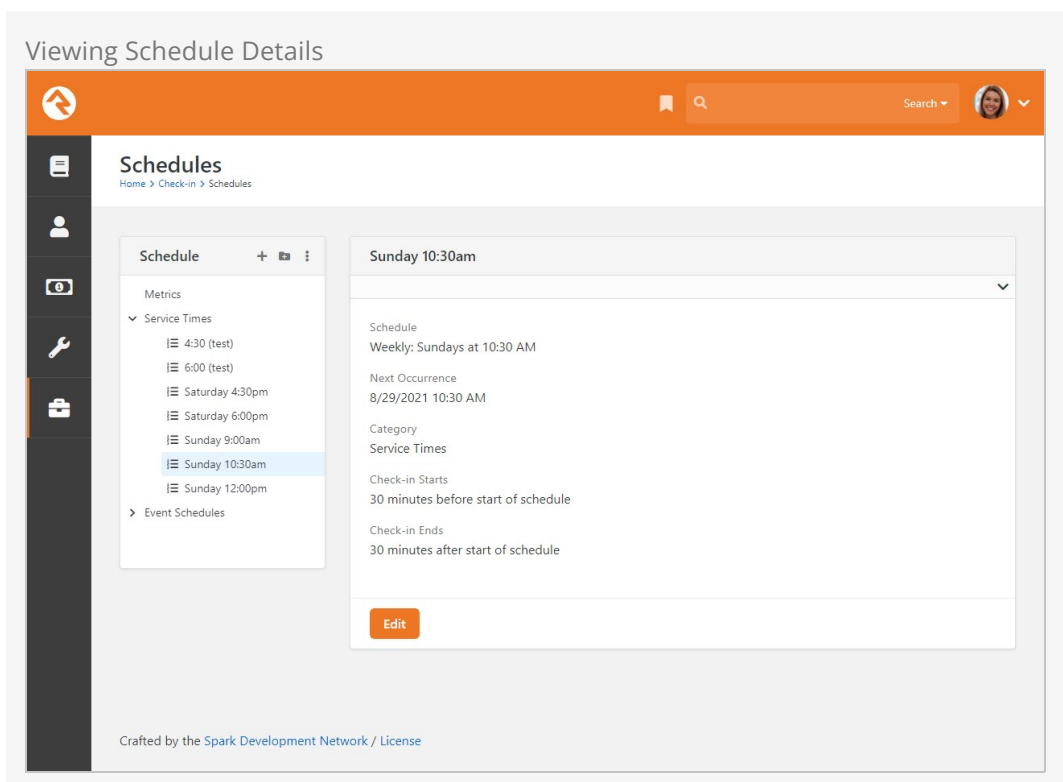 Viewing Schedule Details
Search
Schedules
Home > Check-in > Schedules
Schedule
Metrics
Service Times
4:30 (test)
6:00 (test)
Saturday 4:30pm
Saturday 6:00pm
Sunday 9:00am
Sunday 10:30am
Sunday 12:00pm
Event Schedules
Sunday 10:30am
Schedule
Weekly: Sundays at 10:30 AM
Next Occurrence
8/29/2021 10:30 AM
Category
Service Times
Check-in Starts
30 minutes before start of schedule
Check-in Ends
30 minutes after start of schedule
Edit
Crafted by the Spark Development Network / License